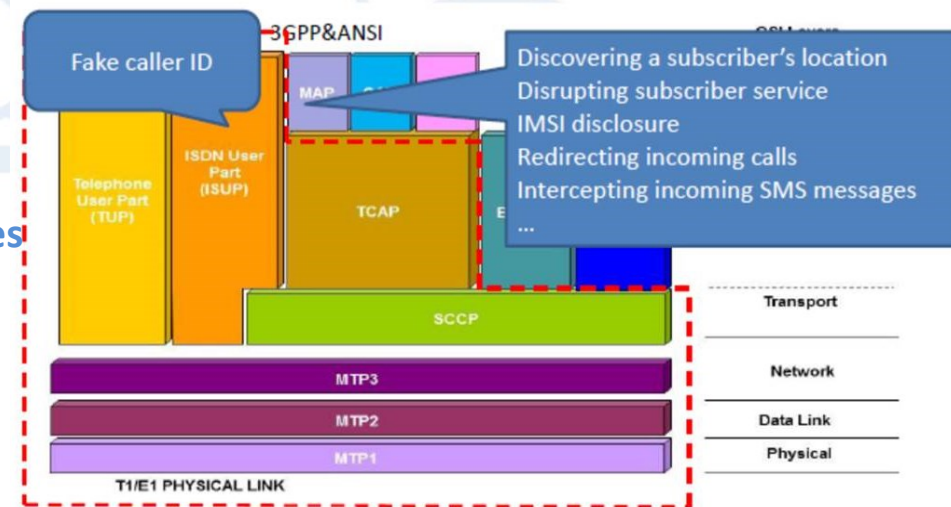 3GPP&ANSI
Fake caller ID
Discovering a subscriber's location
Disrupting subscriber service
IMSI disclosure
Redirecting incoming calls
Intercepting incoming SMS messages
...
MAP
ISDN User
Part
(ISUP)
Telephone
User Part
(TUP)
TCAP
es
SCCP
Transport
MTP3
Network
MTP2
Data Link
MTP1
Physical
T1/E1 PHYSICAL LINK